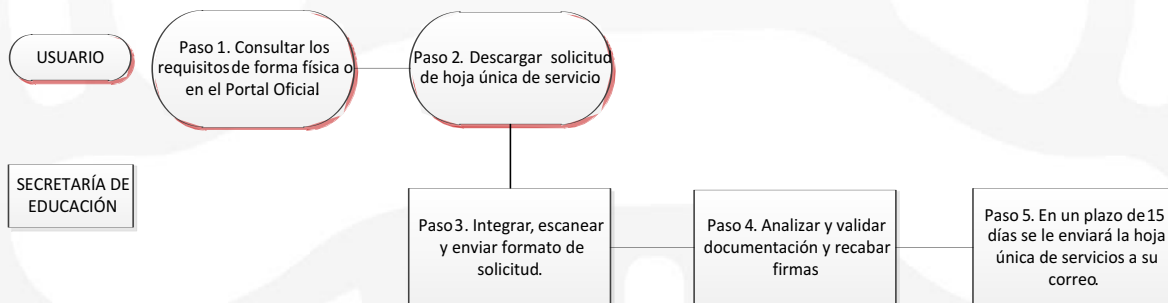 USUARIO
Paso 1. Consultar los
requisitos de forma física o
en el Portal Oficial
Paso 2. Descargar solicitud
de hoja única de servicio
SECRETARÍA DE
EDUCACIÓN
Paso 3. Integrar, escanear
y enviar formato de
solicitud.
Paso 4. Analizar y validar
documentación y recabar
firmas
Paso 5. En un plazo de 15
días se le enviará la hoja
única de servicios a su
correo.